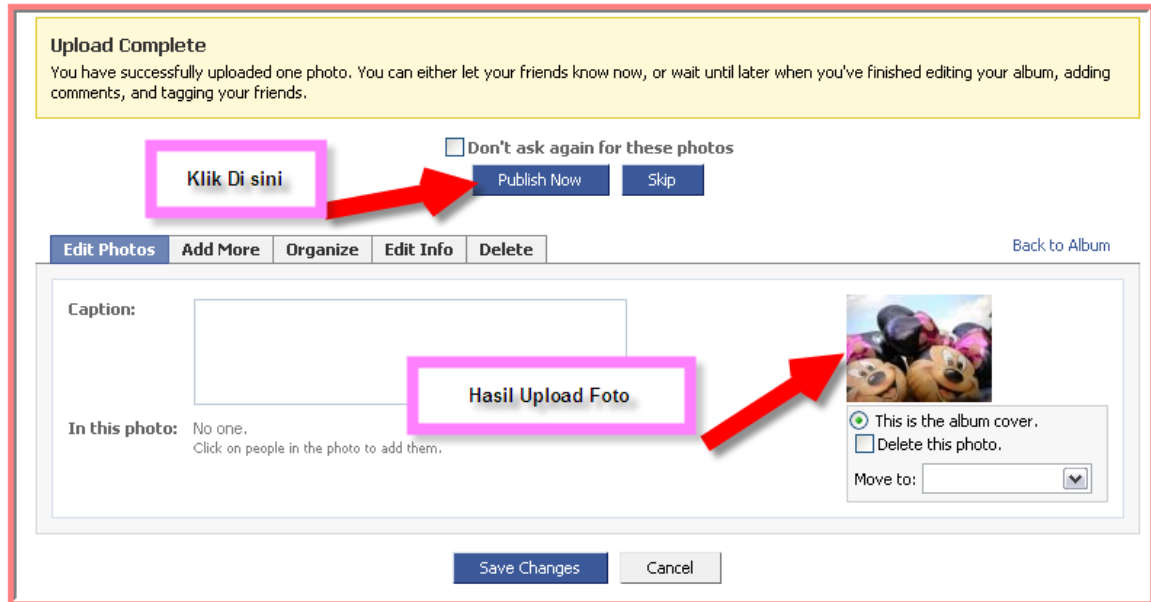 Upload Complete
You have successfully uploaded one photo. You can either let your friends know now, or wait until later when you've finished editing your album, adding
comments, and tagging your friends.
Don't ask again for these photos
Klik Di sini
Publish Now
Skip
Edit Photos
Add More
Organize
Edit Info
Delete
Back to Album
Caption:
Hasil Upload Foto
In this photo:
No one.
Click on people in the photo to add them.
This is the album cover.
Delete this photo.
Move to:
Save Changes
Cancel